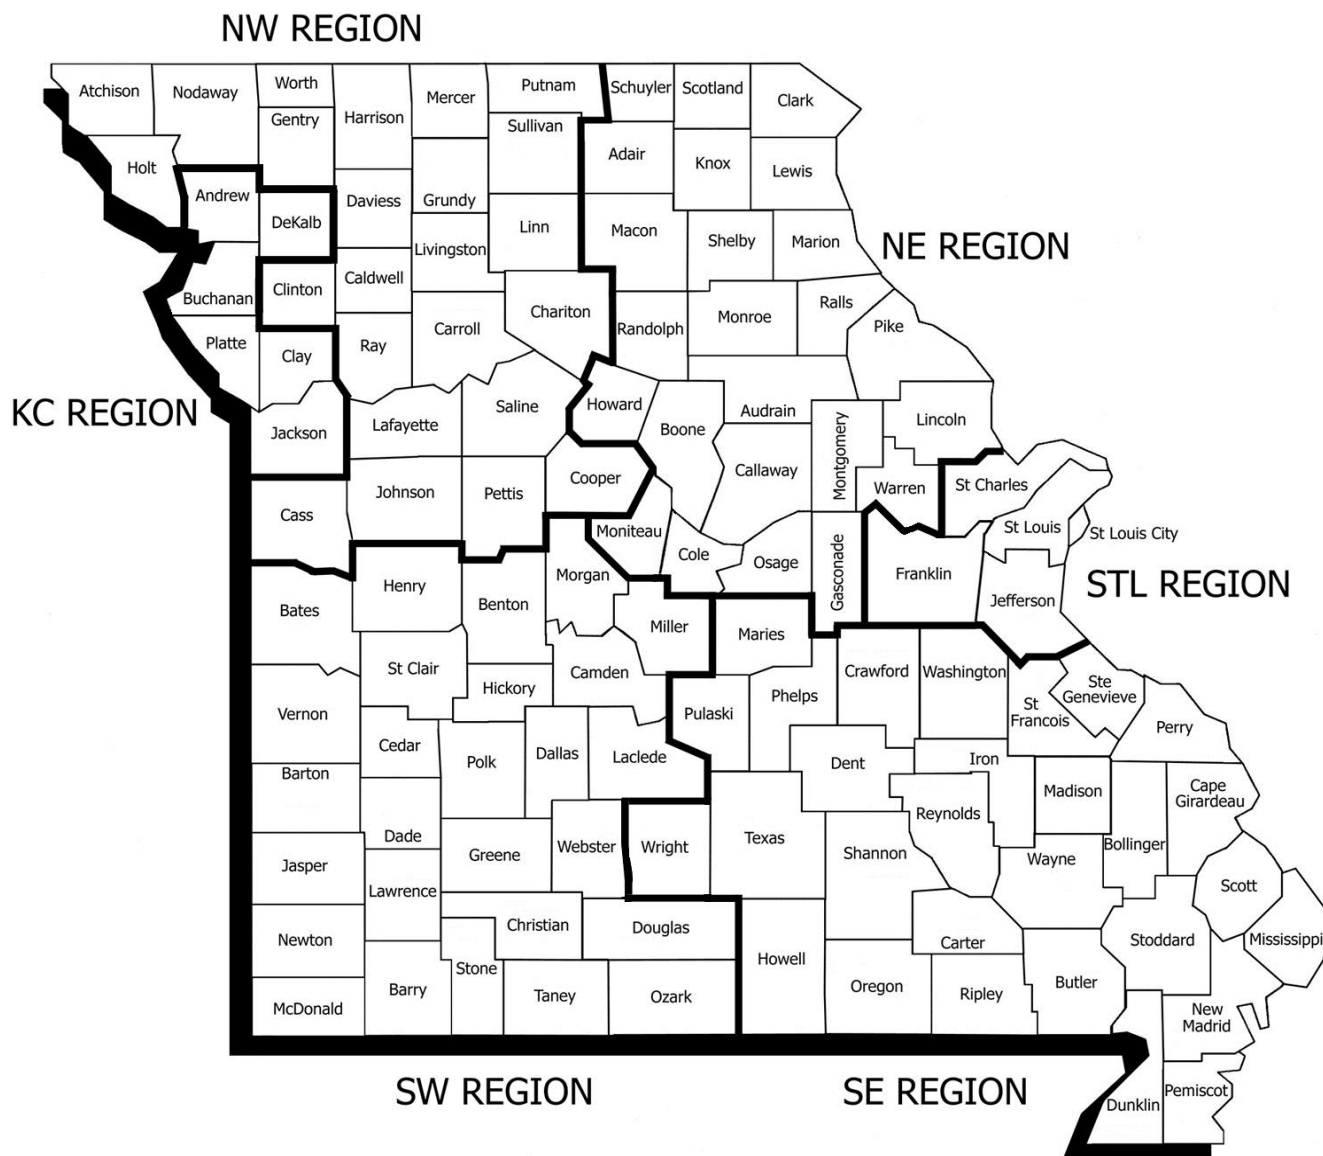 NW REGION
Atchison
Nodaway
Worth
Gentry
Harrison
Mercer
Putnam
Sullivan
Schuyler
Scotland
Clark
Adair
Knox
Lewis
Holt
Andrew
DeKalb
Daviess
Grundy
Livingston
Linn
Macon
Shelby
Marion
NE REGION
Buchanan
Clinton
Caldwell
Chariton
Randolph
Monroe
Ralls
Pike
Platte
Clay
Ray
Carroll
KC REGION
Jackson
Lafayette
Saline
Howard
Boone
Audrain
Callaway
Montgomery
Lincoln
Warren
St Charles
Cass
Johnson
Pettis
Cooper
Moniteau
Cole
Osage
Gasconade
Franklin
St Louis
St Louis City
Jefferson
STL REGION
Bates
Henry
Benton
Morgan
Miller
Maries
Crawford
Washington
St
Francois
Ste
Genevieve
Perry
St Clair
Hickory
Camden
Pulaski
Phelps
Vernon
Cedar
Polk
Dallas
Laclede
Dent
Iron
Madison
Cape
Girardeau
Barton
Dade
Greene
Webster
Wright
Texas
Shannon
Reynolds
Wayne
Bollinger
Scott
Jasper
Lawrence
Christian
Douglas
Newton
Stone
Howell
Carter
Stoddard
Mississippi
McDonald
Barry
Taney
Ozark
Oregon
Ripley
Butler
New
Madrid
SW REGION
SE REGION
Dunklin
Pemiscot